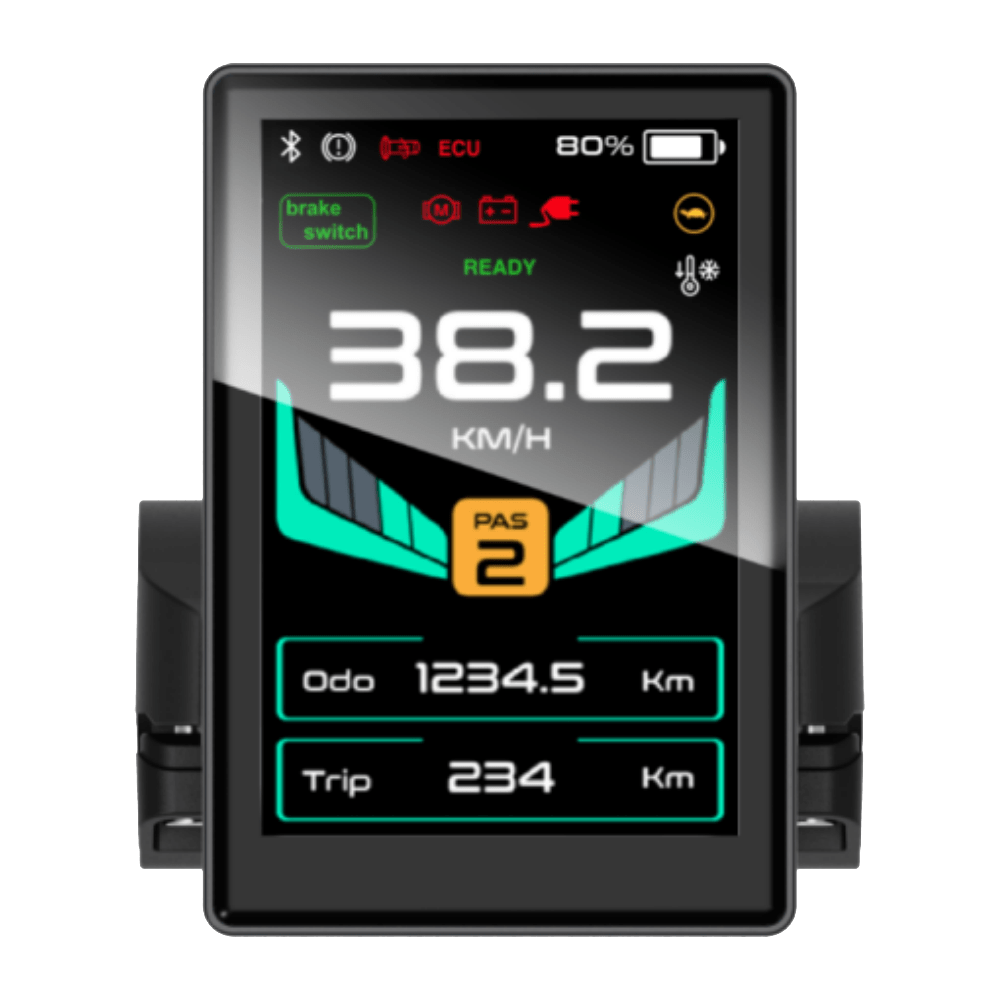 ECU 80%
brake
switch
M
READY
38.2
KM/H
PAS
2
Odo 1234.5 Km
Trip 234 Km